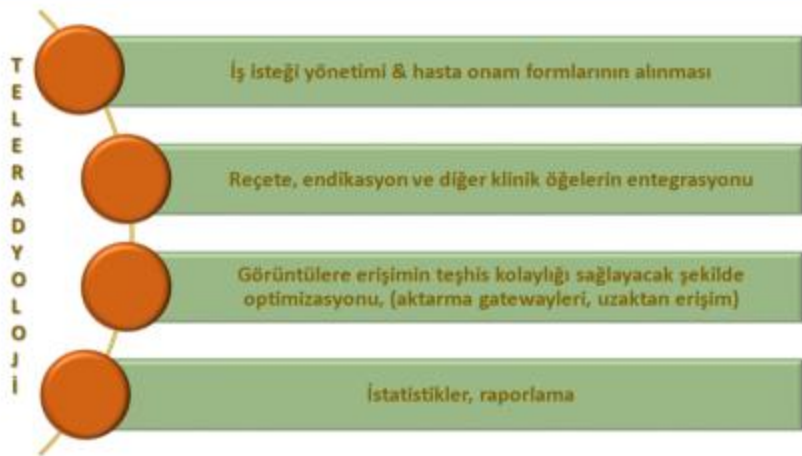 TELERADYOLOJİ
İş isteği yönetimi & hasta onam formlarının alınması
Reçete, endikasyon ve diğer klinik öğelerin entegrasyonu
Görüntülere erişimin teşhis kolaylığı sağlayacak şekilde
optimizasyonu, (aktarma gatewayleri, uzaktan erişim)
İstatistikler, raporlama